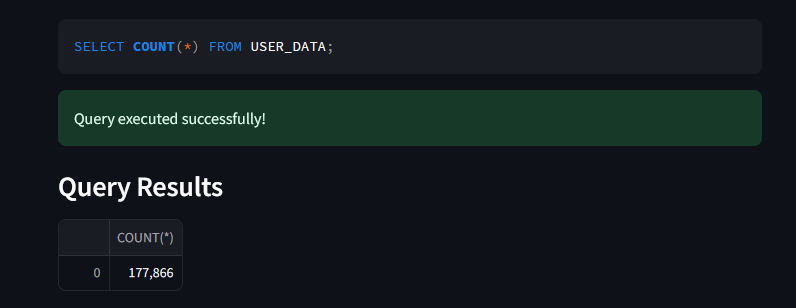 SELECT COUNT(*) FROM USER_DATA;
Query executed successfully!
Query Results
COUNT(*)
0 177,866